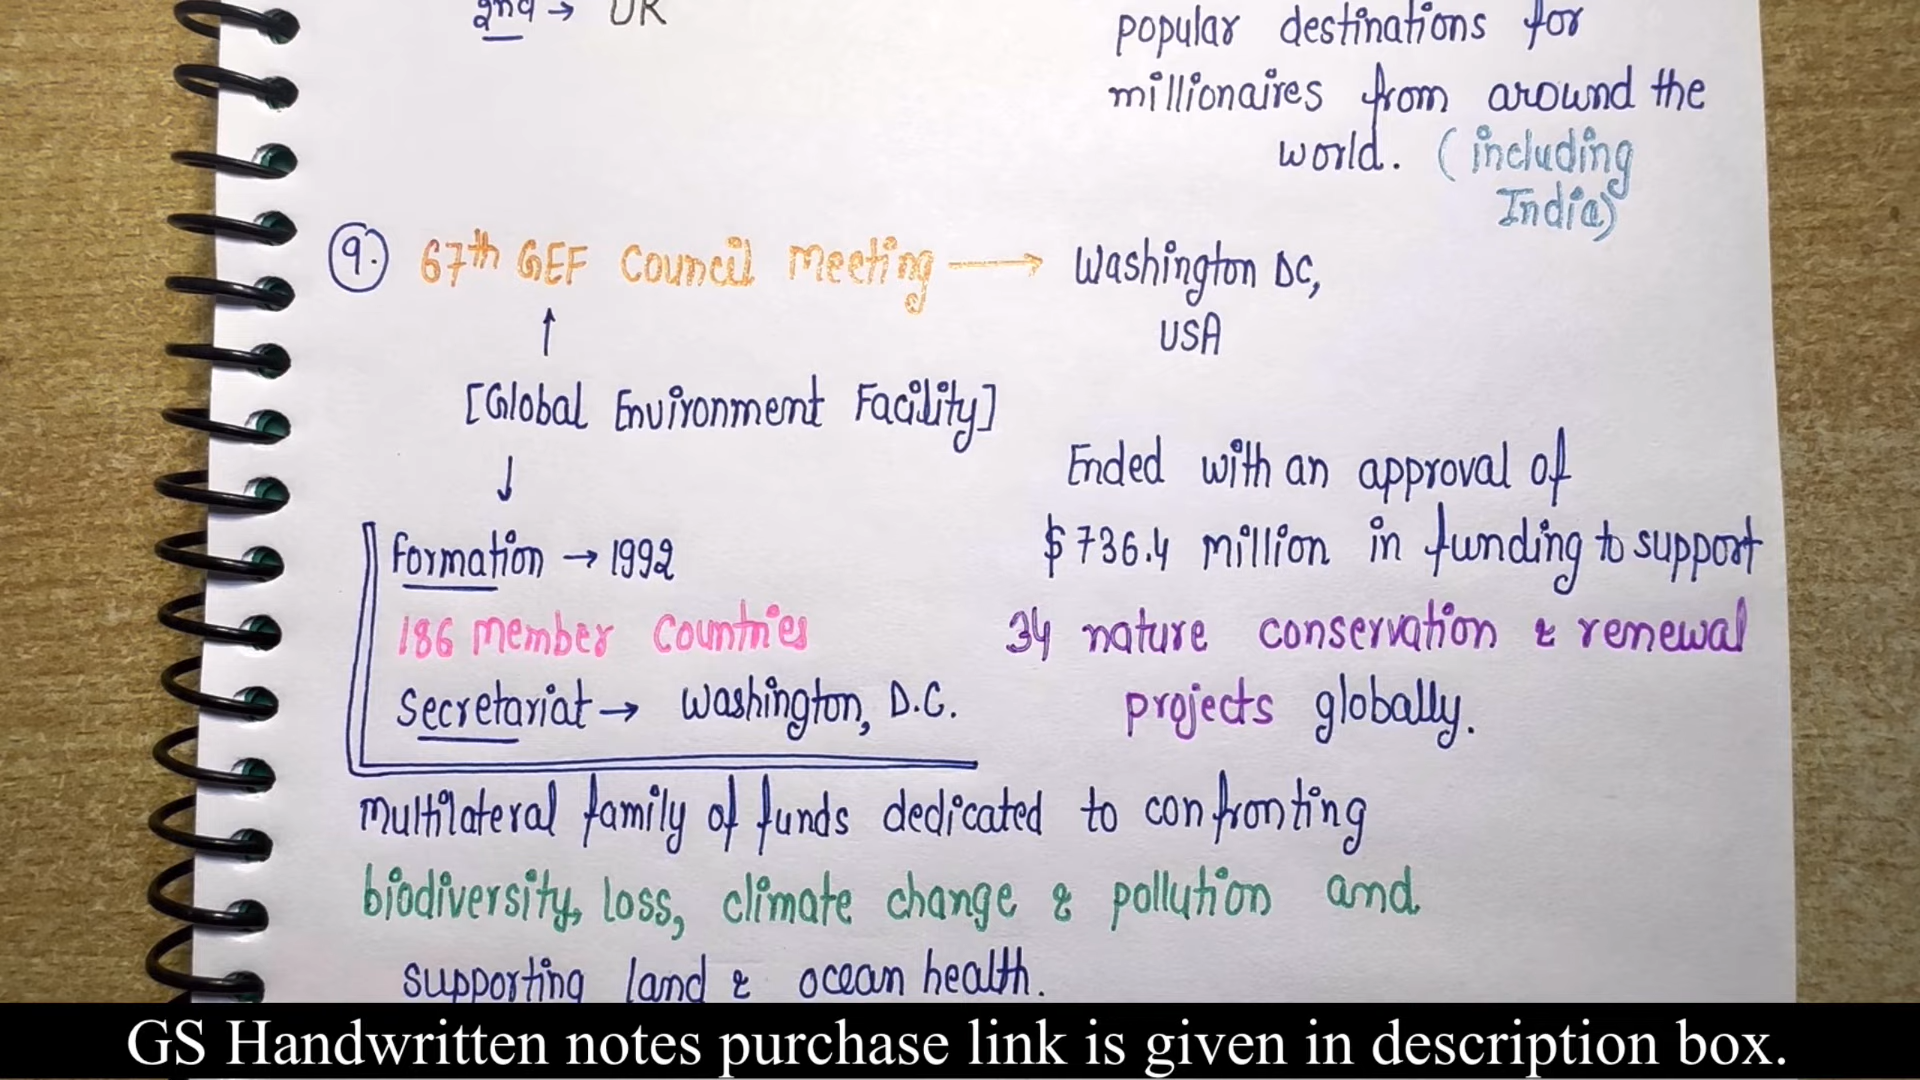 2nd → UK
popular destinations for
millionaires from around the
world. (including
India)
9. 67th GEF Council Meeting → Washington DC,
USA
[Global Environment Facility]
Ended with an approval of
$736.4 million in funding to support
34 nature conservation & renewal
projects globally.
Formation → 1992
186 member Countries
Secretariat → Washington, D.C.
Multilateral family of funds dedicated to confronting
biodiversity, loss, climate change & pollution and
supporting land & ocean health.
GS Handwritten notes purchase link is given in description box.